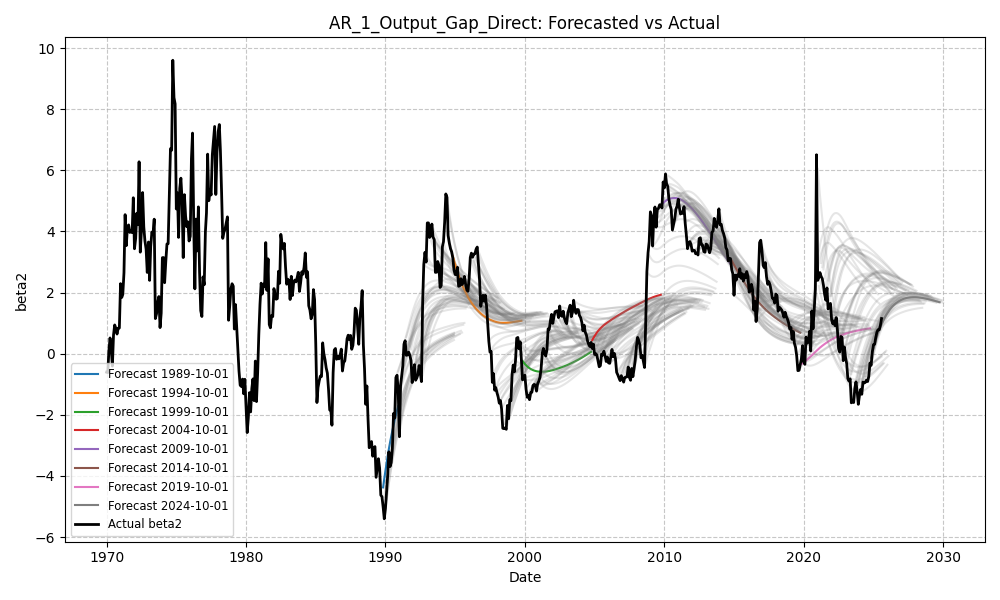 AR_1_Output_Gap_Direct: Forecasted vs Actual
beta2
10
8
6
4
2
0
−2
−4
−6
Forecast 1989-10-01
Forecast 1994-10-01
Forecast 1999-10-01
Forecast 2004-10-01
Forecast 2009-10-01
Forecast 2014-10-01
Forecast 2019-10-01
Forecast 2024-10-01
Actual beta2
1970
1980
1990
2000
2010
2020
2030
Date